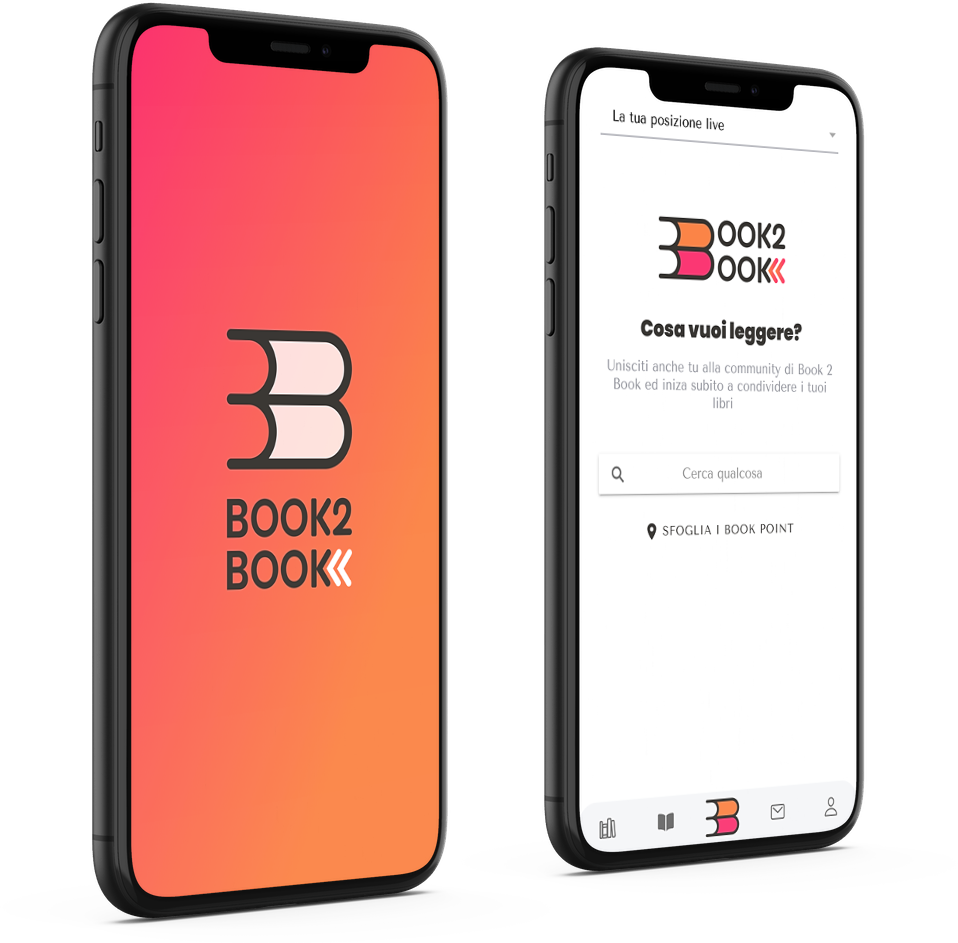 BOOK2
BOOK
La tua posizione live
BOOK2
BOOK
Cosa vuoi leggere?
Unisciti anche tu alla community di Book 2
Book ed iniza subito a condividere i tuoi
libri
Cerca qualcosa
SFOGLIA I BOOK POINT